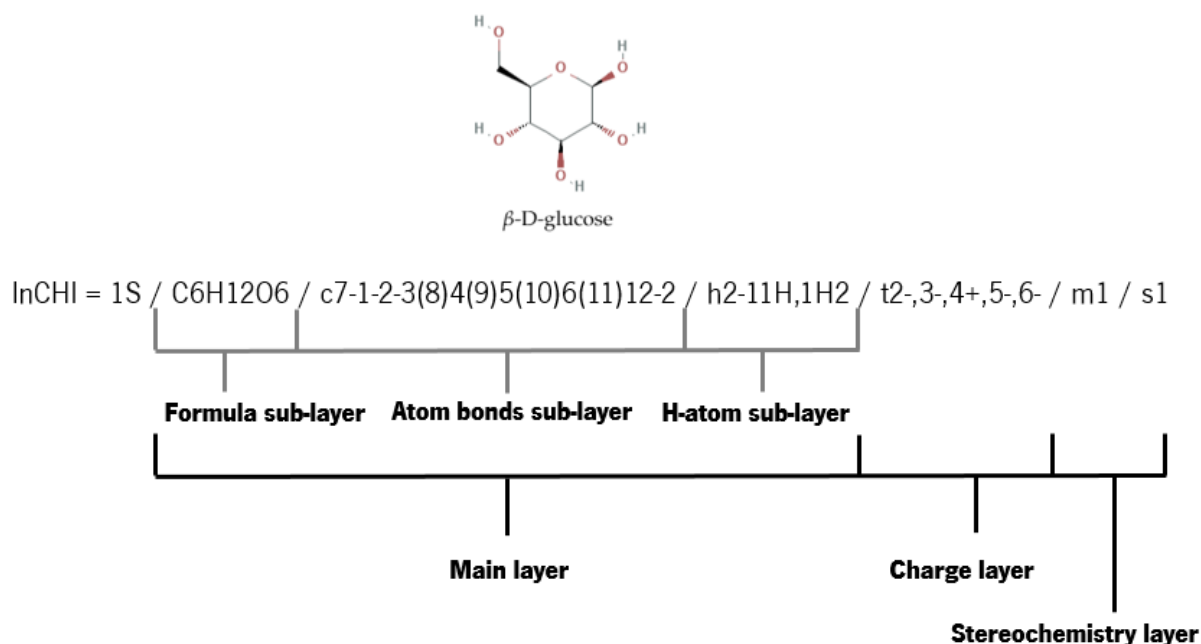 H
O
H
O
O
H
O
O
H
O
H
β-D-glucose
InCHI = 1S / C6H12O6 / c7-1-2-3(8)4(9)5(10)6(11)12-2 / h2-11H,1H2 / t2-,3-,4+,5-,6- / m1 / s1
Formula sub-layer Atom bonds sub-layer H-atom sub-layer
Main layer Charge layer
Stereochemistry layer